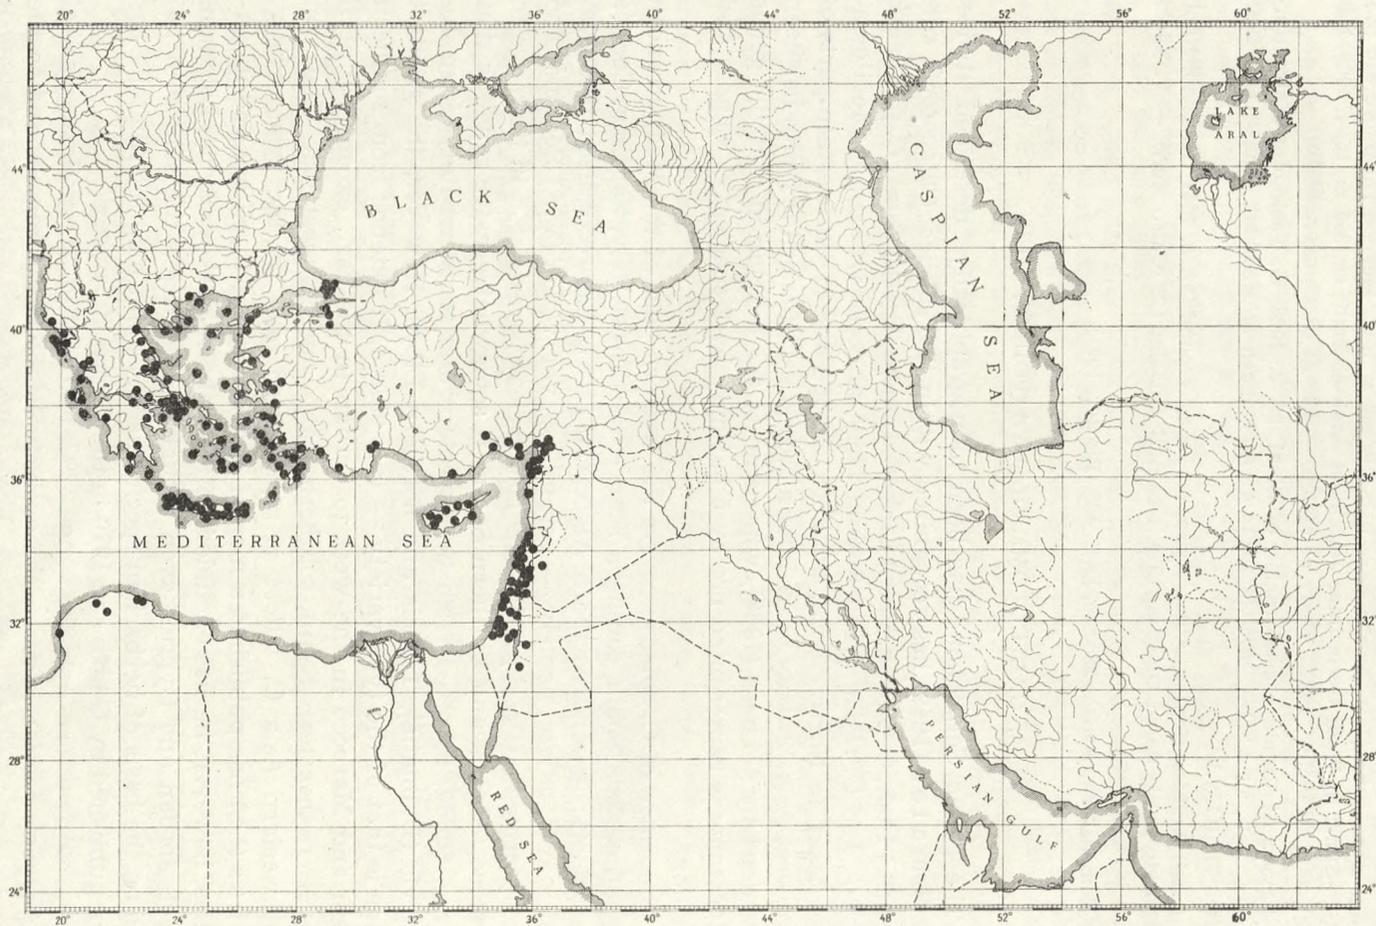 20° 24° 28° 32° 36° 40° 44° 48° 52° 56° 60°
LAKE
ARAL
44° 44°
CASPIAN SEA
BLACK SEA
40° 40°
36° 36°
MEDITERRANEAN SEA
32° 32°
PERSIAN GULF
28° 28°
RED SEA
24° 24°
20° 24° 28° 32° 36° 40° 44° 48° 52° 56° 60°